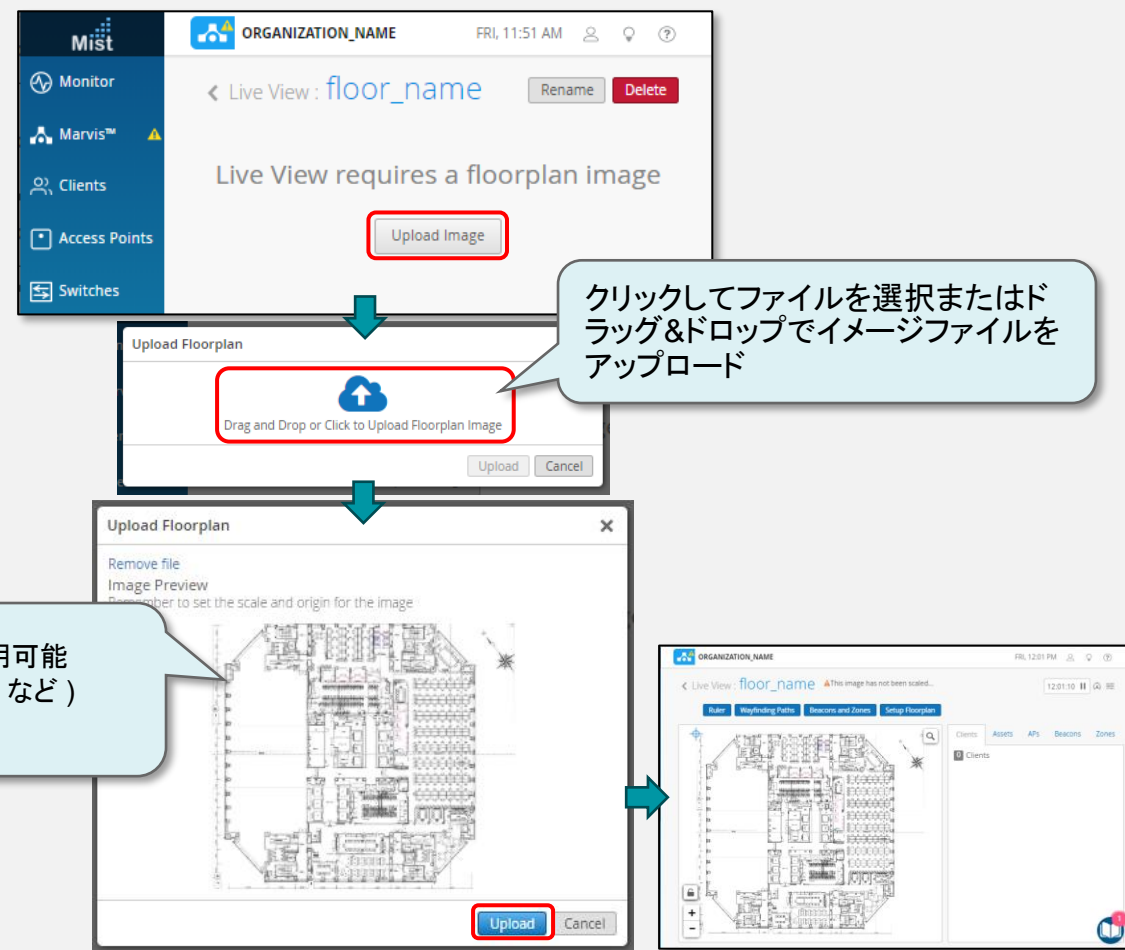 Mist
ORGANIZATION_NAME
FRI, 11:51 AM
Monitor
Live View : floor_name
Rename
Delete
Marvis™
Live View requires a floorplan image
Clients
Upload Image
Access Points
Switches
クリックしてファイルを選択またはド
ラッグ&ドロップでイメージファイルを
アップロード
Upload Floorplan
Drag and Drop or Click to Upload Floorplan Image
Upload
Cancel
Upload Floorplan
Remove file
Image Preview
Remember to set the scale and origin for the image
用可能
など )
Upload
Cancel
ORGANIZATION_NAME
FRI, 12:01 PM
Live View : floor_name
This image has not been scaled...
12:01:10
Ruler
Wayfinding Paths
Beacons and Zones
Setup Floorplan
Clients
Assets
APs
Beacons
Zones
0 Clients